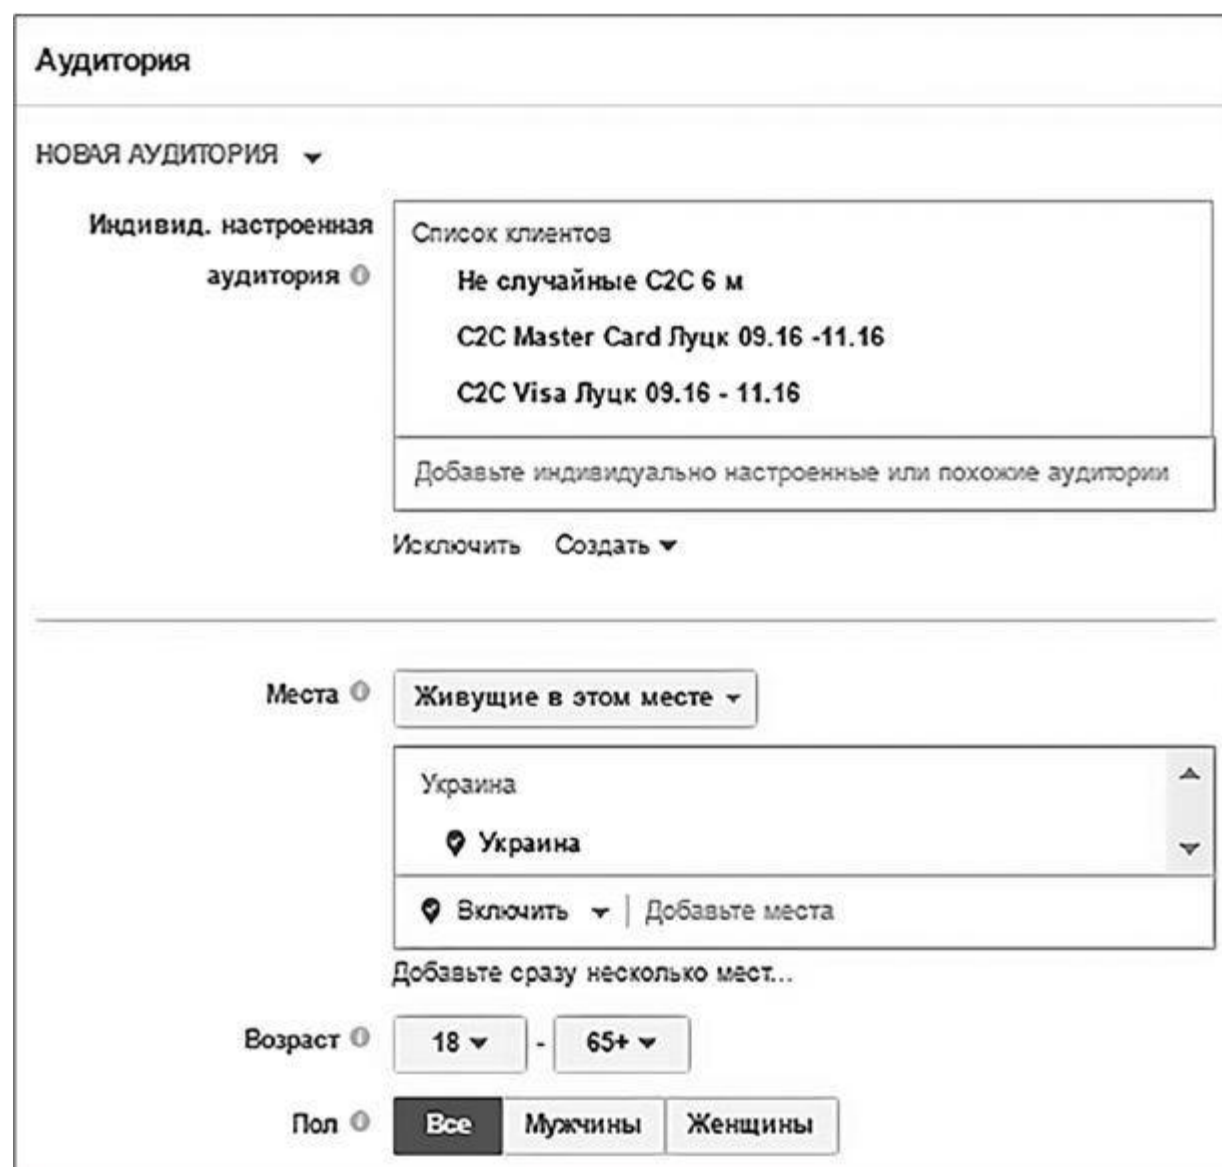 Аудитория
НОВАЯ АУДИТОРИЯ
Индивид. настроенная аудитория
Список клиентов
Не случайные С2С 6 м
C2C Master Card Луцк 09.16 -11.16
C2C Visa Луцк 09.16 - 11.16
Добавьте индивидуально настроенные или похожие аудитории
Исключить Создать
Места Живущие в этом месте
Украина
Украина
Включить Добавьте места
Добавьте сразу несколько мест...
Возраст 18 - 65+
Пол Все Мужчины Женщины